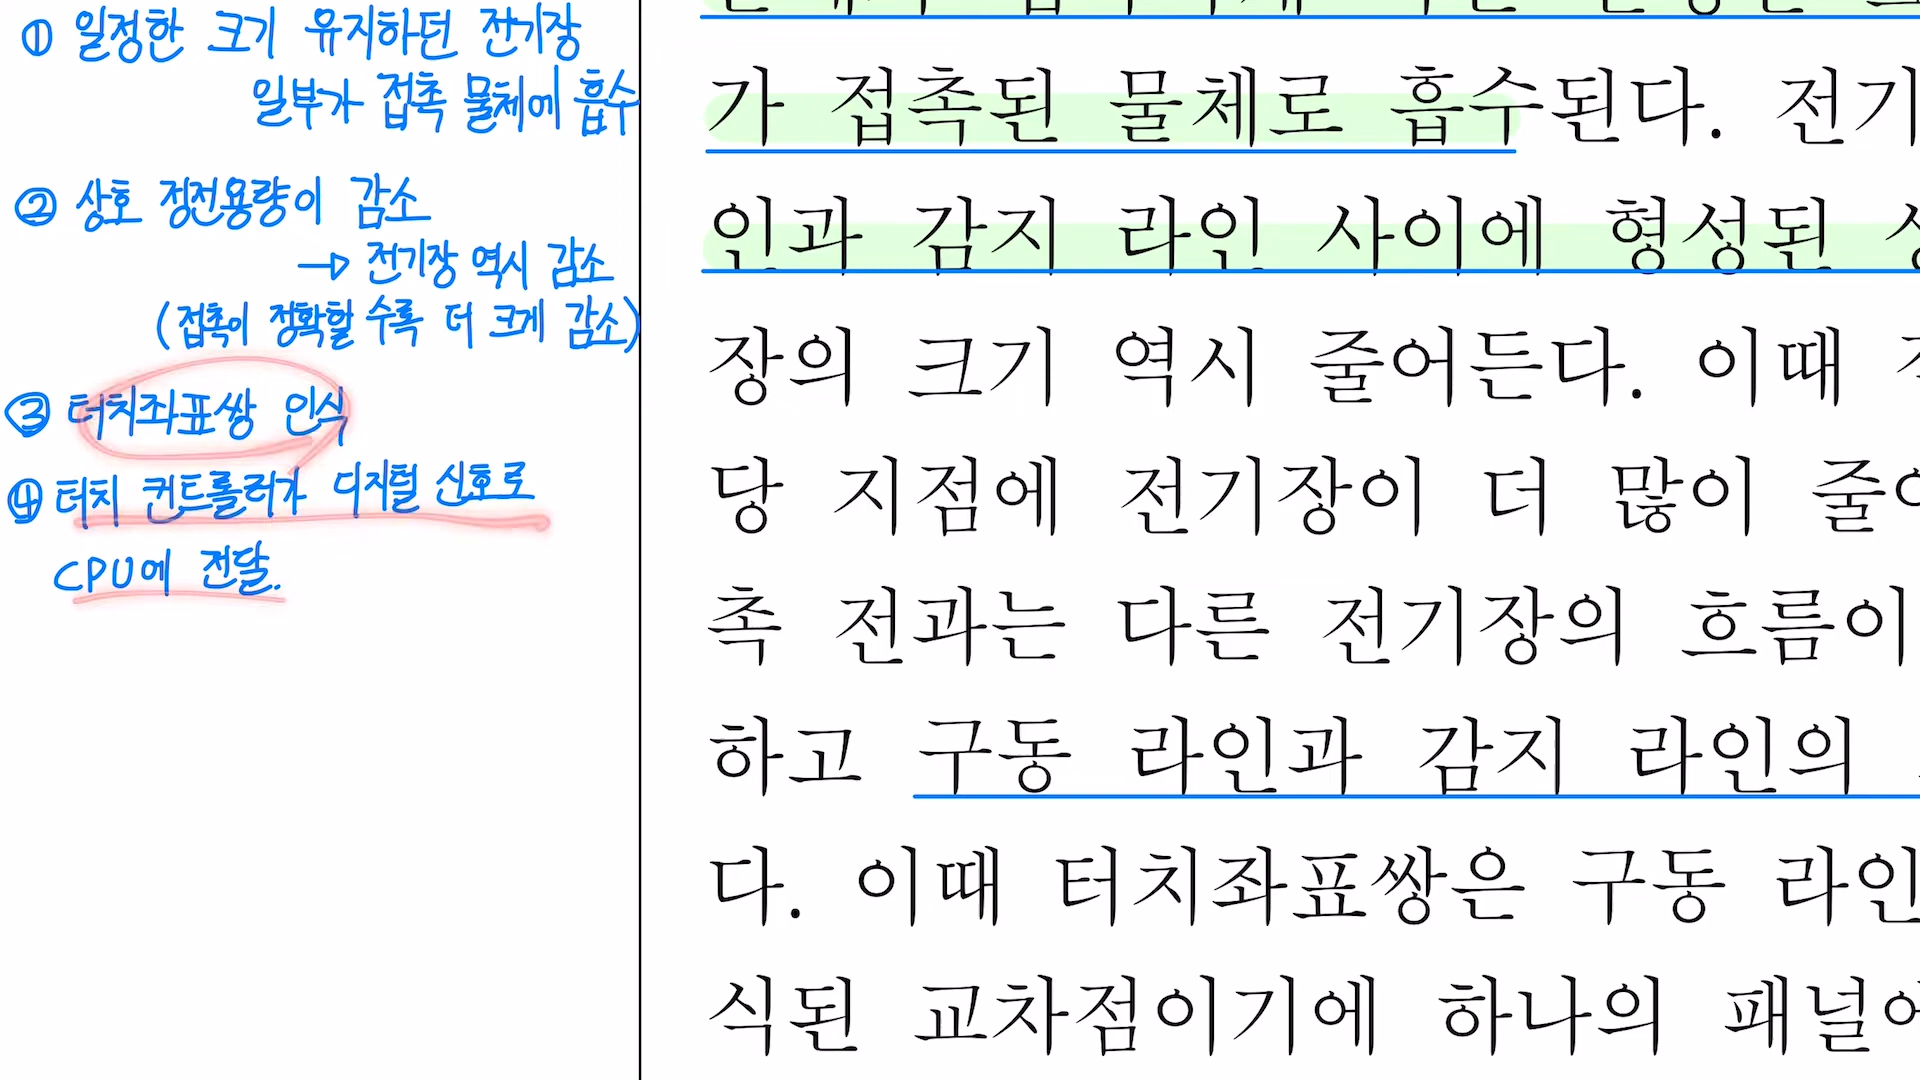 ① 일정한 크기 유지하던 전기장
일부가 접촉 물체에 흡수
② 상호 정전용량이 감소
→ 전기장 역시 감소
(접촉이 정확할 수록 더 크게 감소)
③ 터치좌표쌍 인식
④ 터치 컨트롤러가 디지털 신호로
CPU에 전달.
가 접촉된 물체로 흡수된다. 전기
인과 감지 라인 사이에 형성된
장의 크기 역시 줄어든다. 이때
당 지점에 전기장이 더 많이 줄어
촉 전과는 다른 전기장의 흐름이
하고 구동 라인과 감지 라인의
다. 이때 터치좌표쌍은 구동 라인
식된 교차점이기에 하나의 패널에